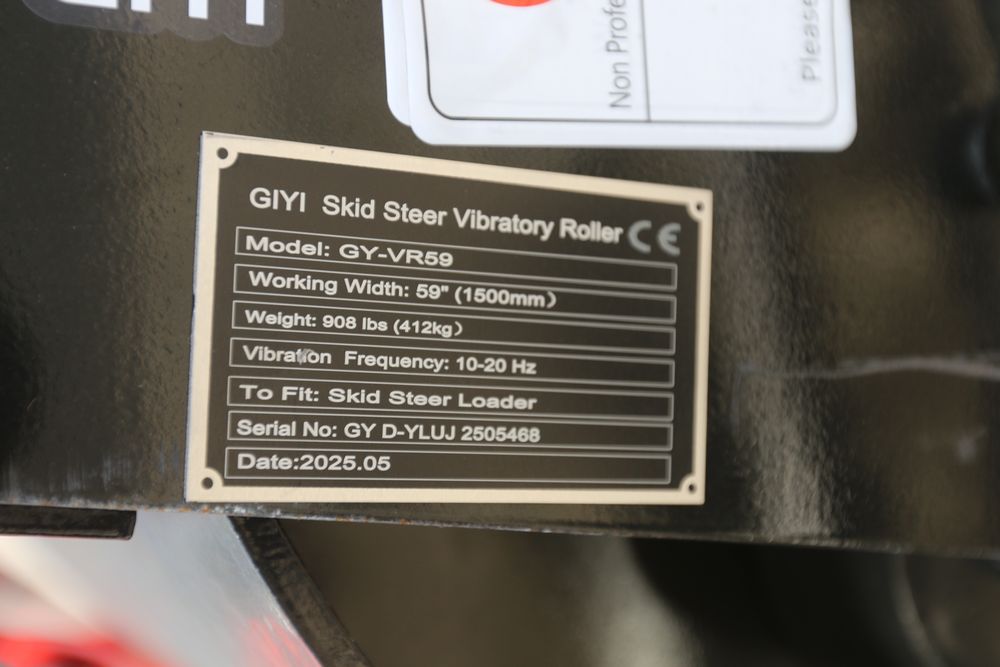 Non Profe
Please
GIYI Skid Steer Vibratory Roller CE
Model: GY-VR59
Working Width: 59" (1500mm)
Weight: 908 lbs (412kg)
Vibration Frequency: 10-20 Hz
To Fit: Skid Steer Loader
Serial No: GY D-YLUJ 2505468
Date:2025.05